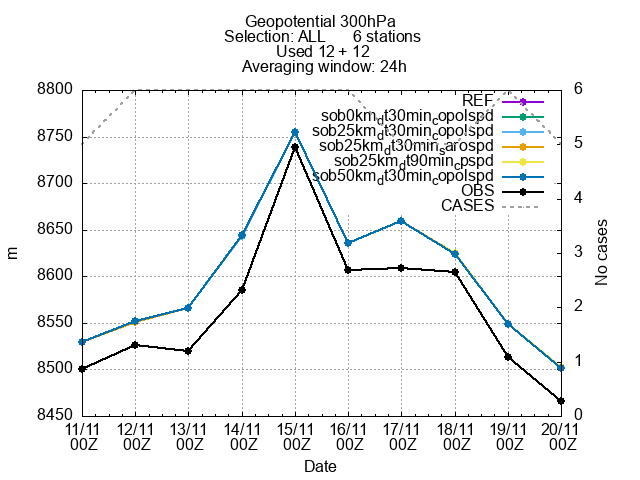 Geopotential 300hPa
Selection: ALL 6 stations
Used 12 + 12
Averaging window: 24h
REF
sob0km_dt30min_copolspd
sob25km_dt30min_copolspd
sob25km_dt30min_sarospd
sob25km_dt90min_cpspd
sob50km_dt30min_copolspd
OBS
CASES
8800
8750
8700
8650
8600
8550
8500
8450
m
6
5
4
3
2
1
0
No cases
11/11 12/11 13/11 14/11 15/11 16/11 17/11 18/11 19/11 20/11
00Z 00Z 00Z 00Z 00Z 00Z 00Z 00Z 00Z 00Z
Date